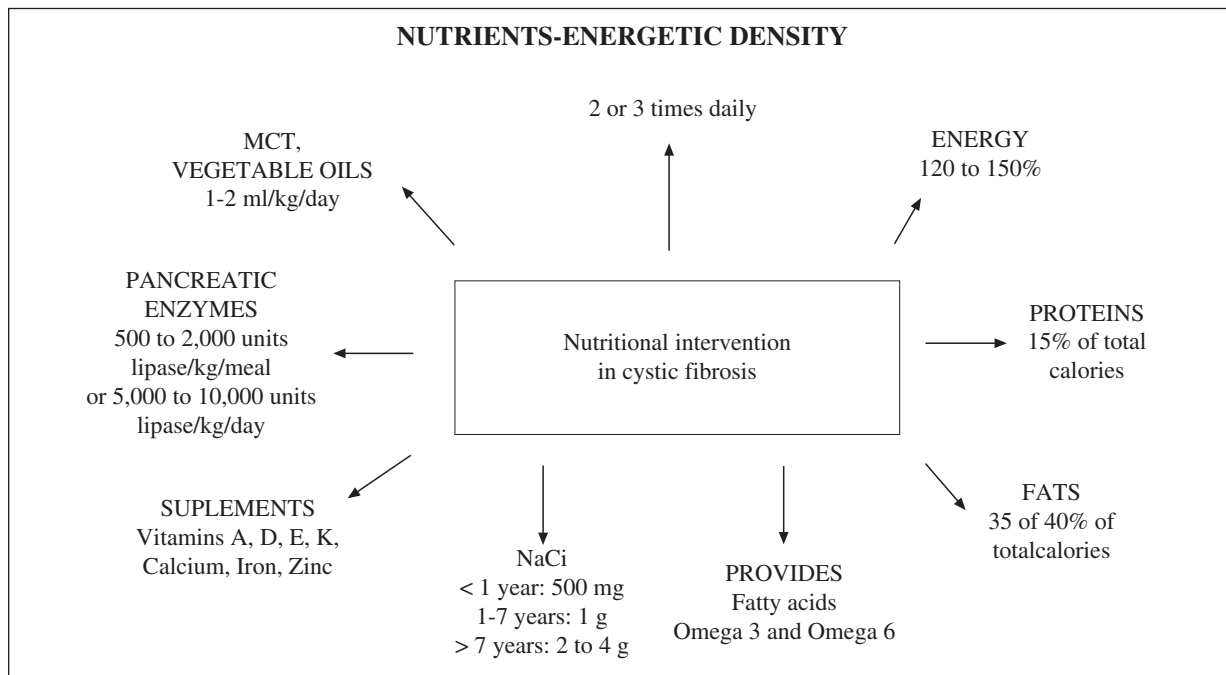 NUTRIENTS-ENERGETIC DENSITY
2 or 3 times daily
MCT,
VEGETABLE OILS
1-2 ml/kg/day
ENERGY
120 to 150%
PANCREATIC
ENZYMES
500 to 2,000 units
lipase/kg/meal
or 5,000 to 10,000 units
lipase/kg/day
Nutritional intervention
in cystic fibrosis
PROTEINS
15% of total
calories
SUPLEMENTS
Vitamins A, D, E, K,
Calcium, Iron, Zinc
NaCi
< 1 year: 500 mg
1-7 years: 1 g
> 7 years: 2 to 4 g
PROVIDES
Fatty acids
Omega 3 and Omega 6
FATS
35 of 40% of
totalcalories